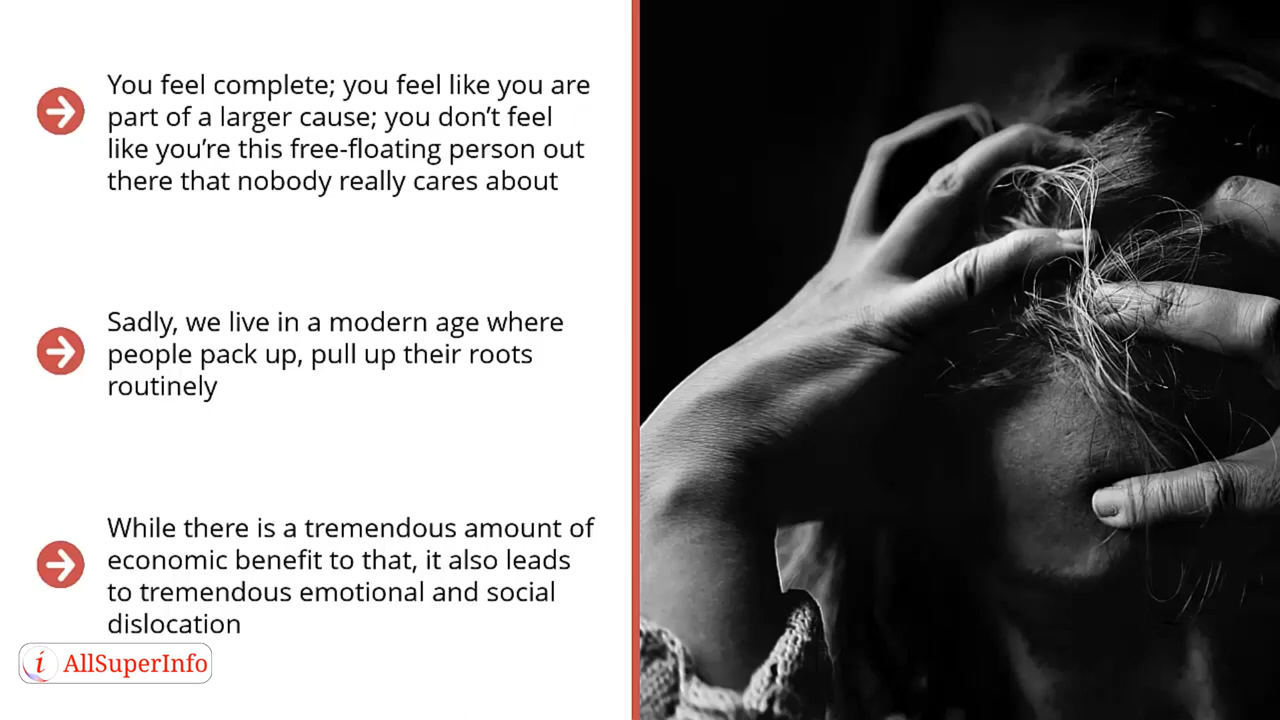 You feel complete; you feel like you are
part of a larger cause; you don’t feel
like you’re this free-floating person out
there that nobody really cares about
Sadly, we live in a modern age where
people pack up, pull up their roots
routinely
While there is a tremendous amount of
economic benefit to that, it also leads
to tremendous emotional and social
dislocation
i AllSuperInfo